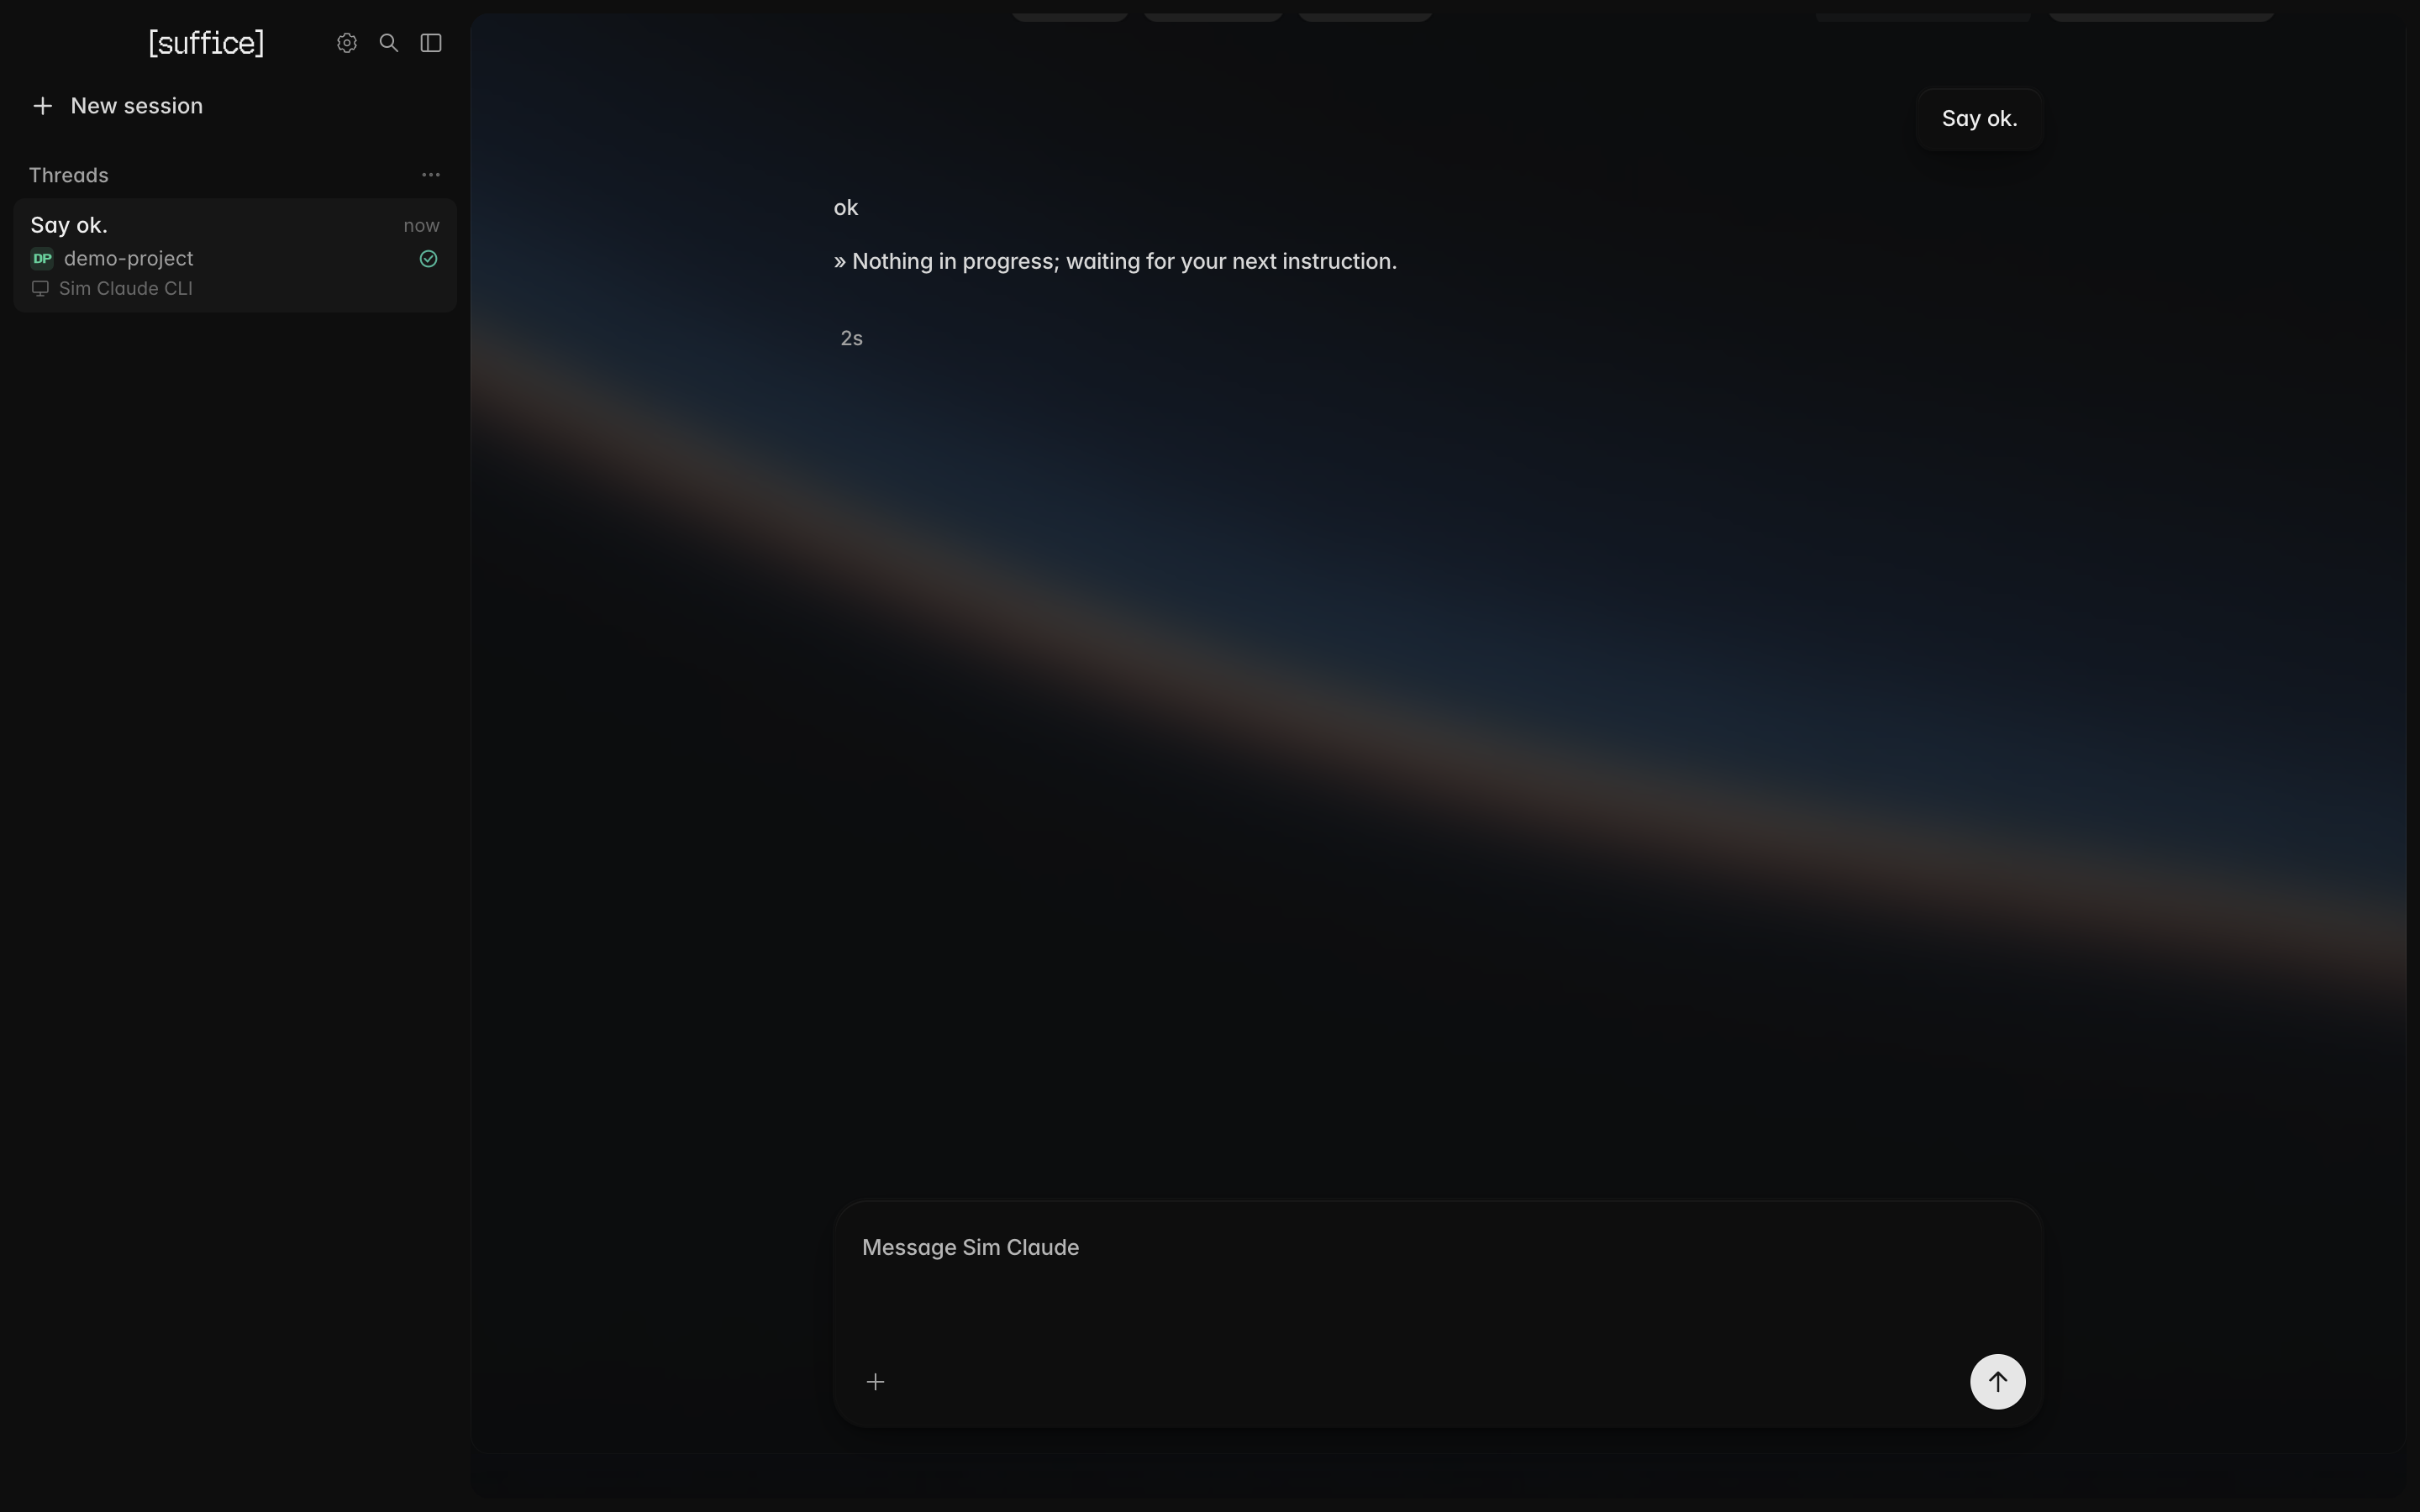 [suffice]
New session
Threads
Say ok.
now
DP demo-project
Sim Claude CLI
Say ok.
ok
» Nothing in progress; waiting for your next instruction.
2s
Message Sim Claude